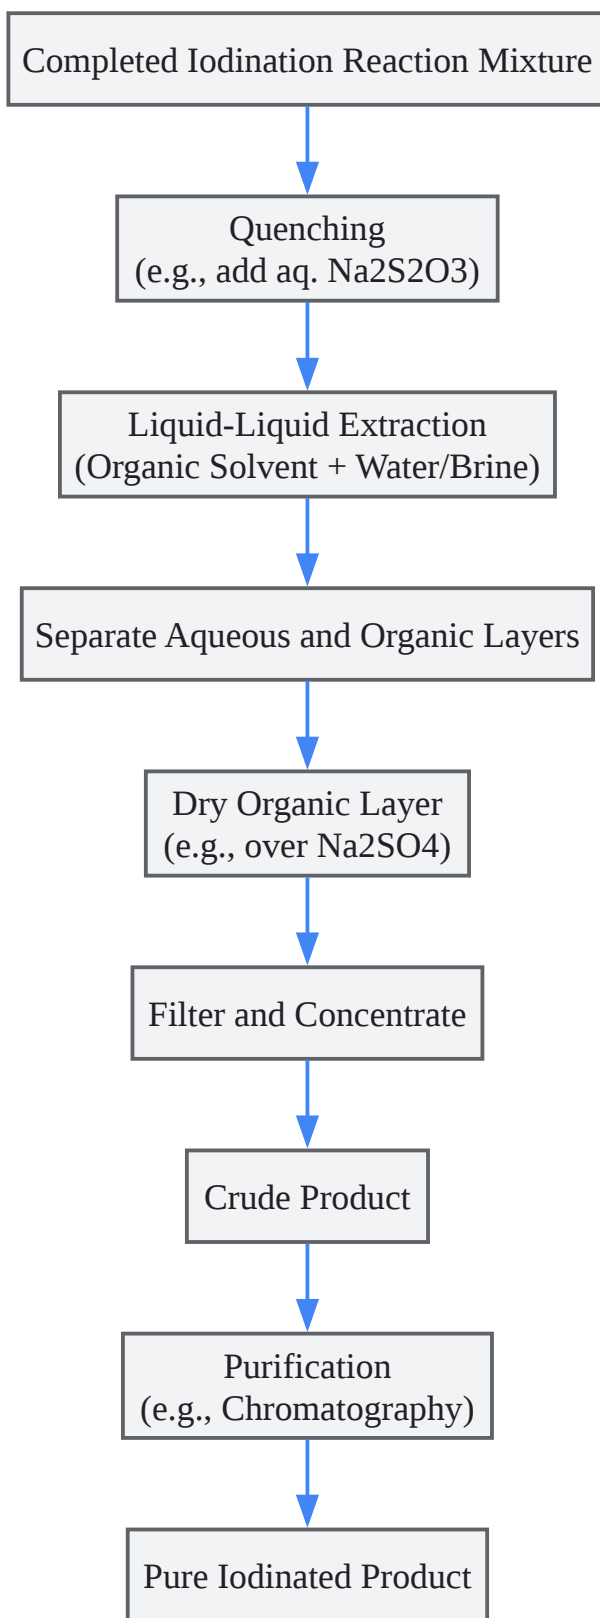 Completed Iodination Reaction Mixture
Quenching
(e.g., add aq. Na2S2O3)
Liquid-Liquid Extraction
(Organic Solvent + Water/Brine)
Separate Aqueous and Organic Layers
Dry Organic Layer
(e.g., over Na2SO4)
Filter and Concentrate
Crude Product
Purification
(e.g., Chromatography)
Pure Iodinated Product